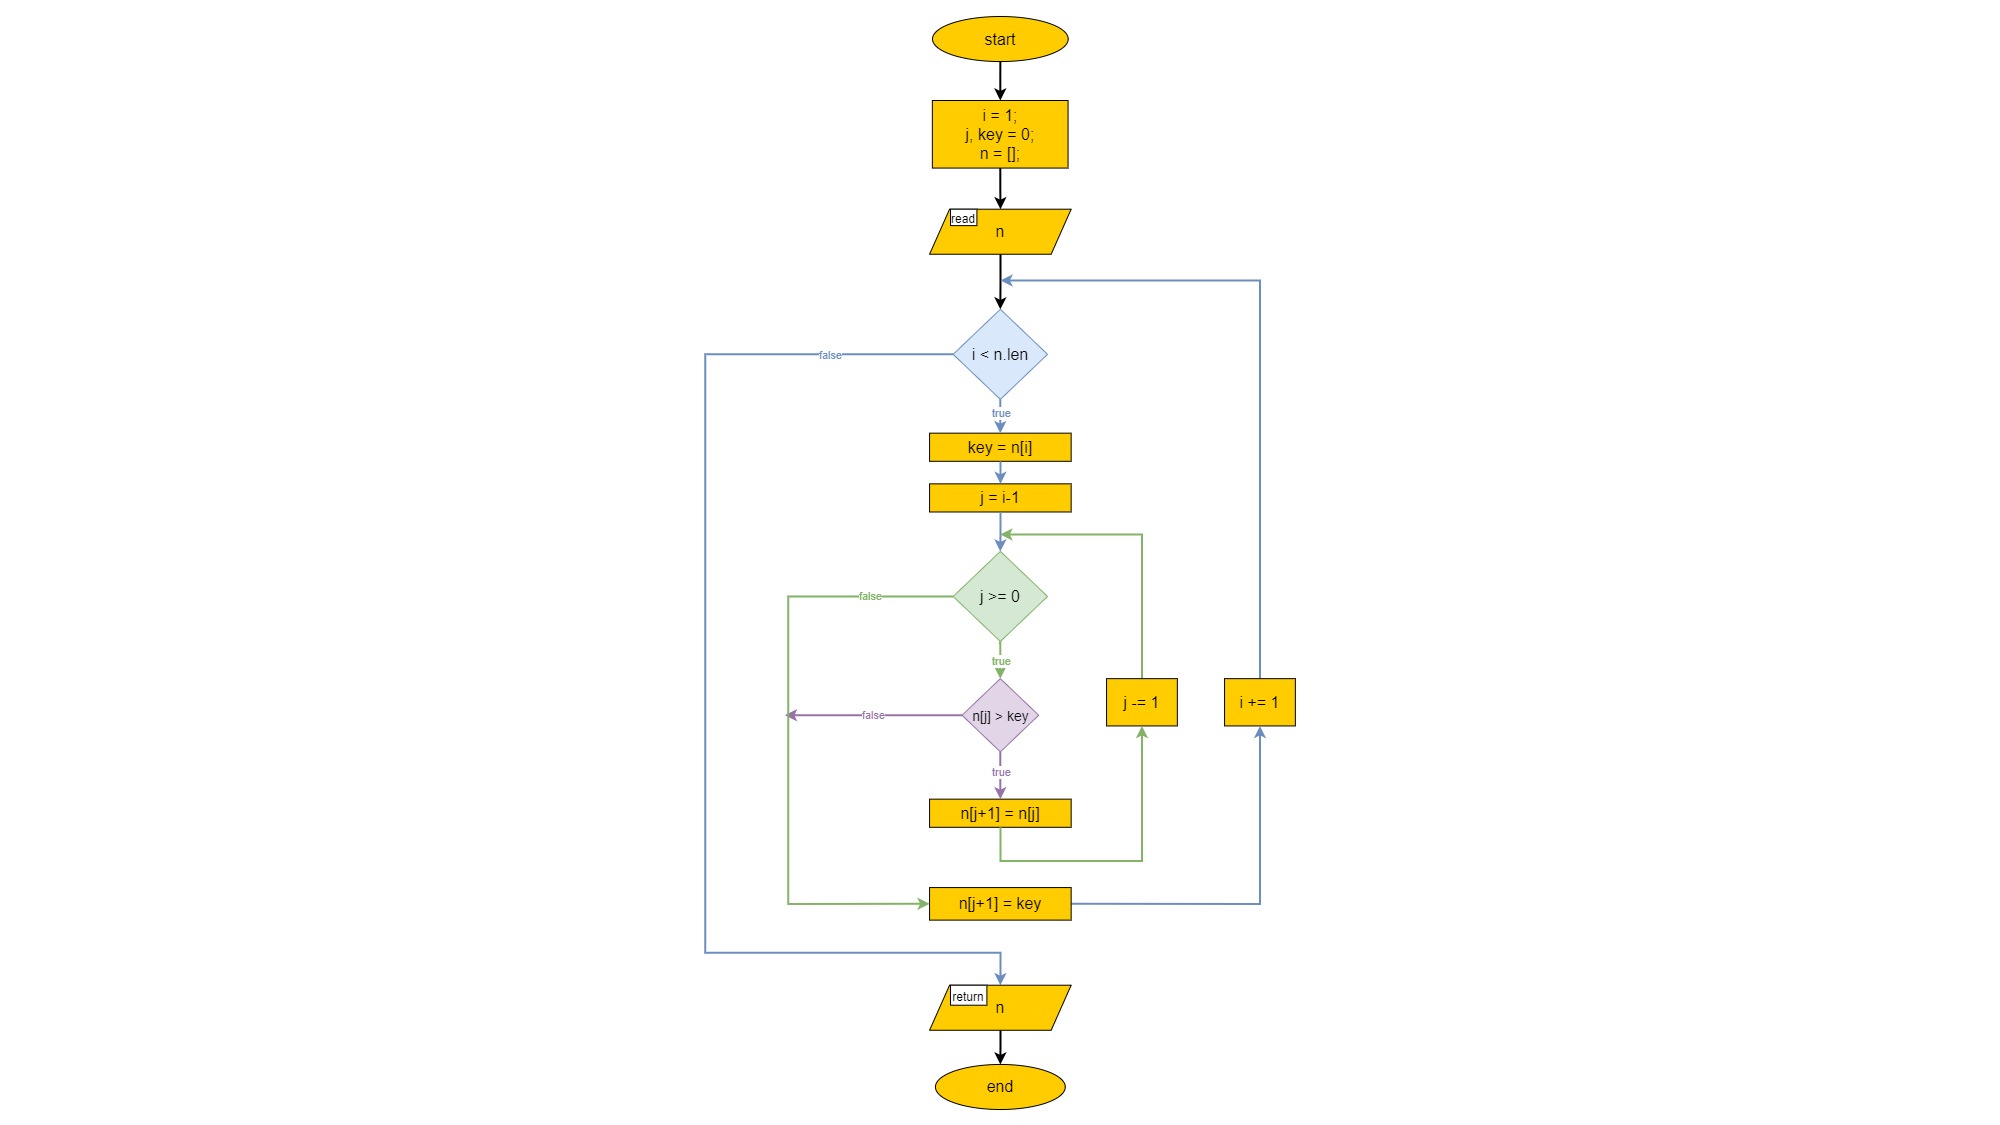 start
i = 1;
j, key = 0;
n = [];
read
n
i < n.len
false
true
key = n[i]
j = i-1
j >= 0
false
true
n[j] > key
false
j -= 1
i += 1
true
n[j+1] = n[j]
n[j+1] = key
return
n
end